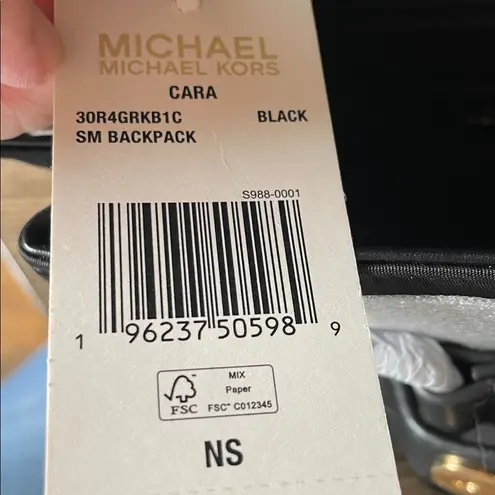 MICHAEL
MICHAEL KORS
CARA
30R4GRKB1C BLACK
SM BACKPACK
S988-0001
1 96237 50598 9
FSC
MIX
Paper
FSC™ C012345
NS